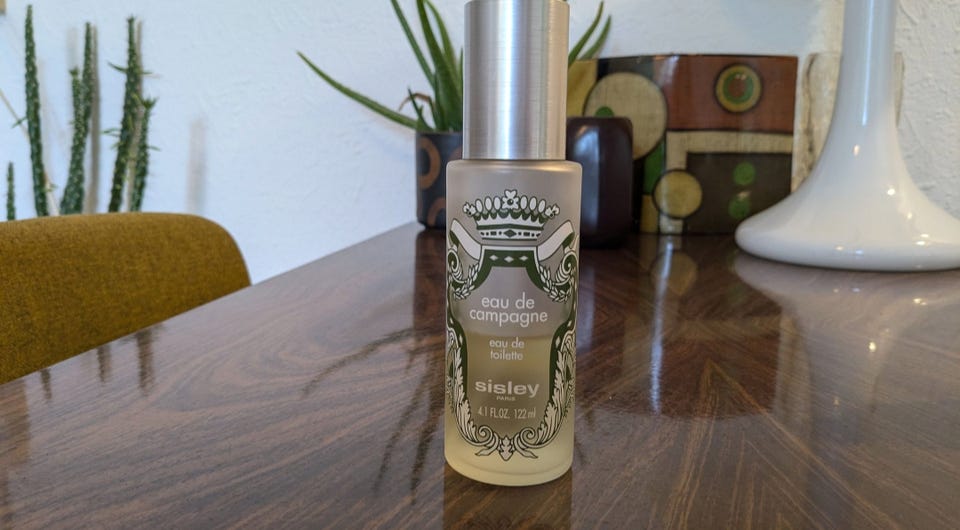 eau de
campagne
eau de
toilette
sisley
PARIS
4.1 FL.OZ. 122 ml